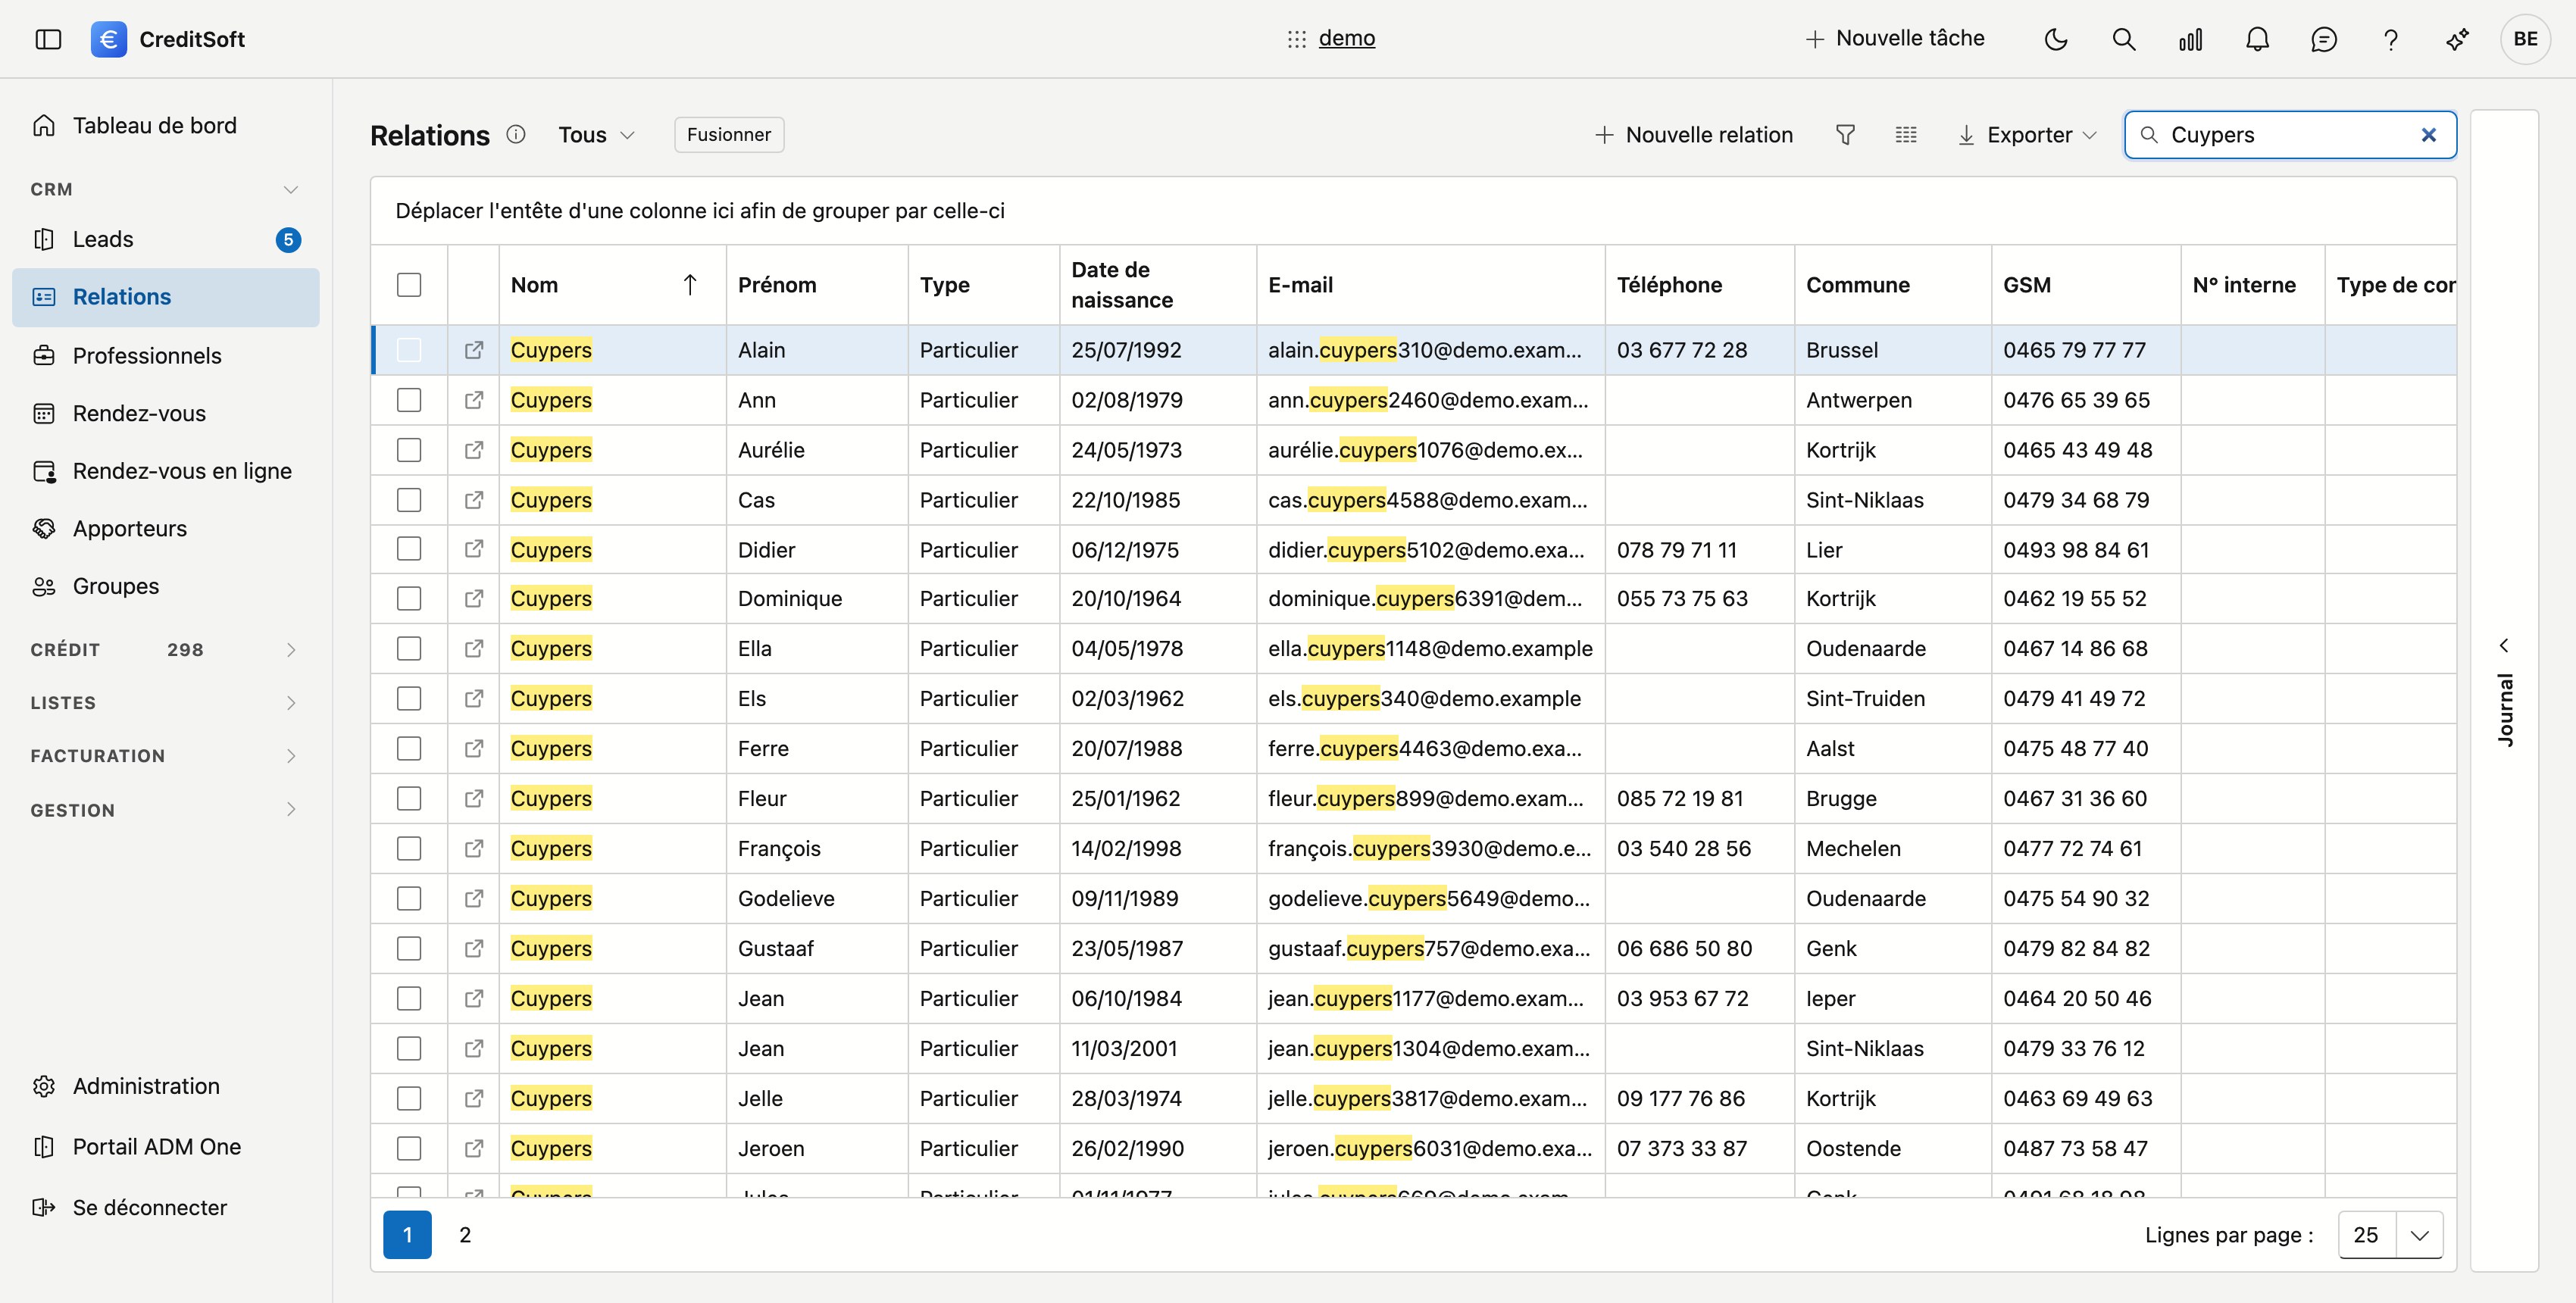 CreditSoft
demo
Nouvelle tâche
BE
Tableau de bord
CRM
Leads 5
Relations
Professionnels
Rendez-vous
Rendez-vous en ligne
Apporteurs
Groupes
CRÉDIT 298
LISTES
FACTURATION
GESTION
Administration
Portail ADM One
Se déconnecter
Relations Tous Fusionner Nouvelle relation Exporter Cuypers
Déplacer l'entête d'une colonne ici afin de grouper par celle-ci
Nom Prénom Type Date de naissance E-mail Téléphone Commune GSM N° interne Type de cor
Cuypers Alain Particulier 25/07/1992 alain.cuypers310@demo.exam... 03 677 72 28 Brussel 0465 79 77 77
Cuypers Ann Particulier 02/08/1979 ann.cuypers2460@demo.exam... Antwerpen 0476 65 39 65
Cuypers Aurélie Particulier 24/05/1973 aurélie.cuypers1076@demo.ex... Kortrijk 0465 43 49 48
Cuypers Cas Particulier 22/10/1985 cas.cuypers4588@demo.exam... Sint-Niklaas 0479 34 68 79
Cuypers Didier Particulier 06/12/1975 didier.cuypers5102@demo.exa... 078 79 71 11 Lier 0493 98 84 61
Cuypers Dominique Particulier 20/10/1964 dominique.cuypers6391@dem... 055 73 75 63 Kortrijk 0462 19 55 52
Cuypers Ella Particulier 04/05/1978 ella.cuypers1148@demo.example Oudenaarde 0467 14 86 68
Cuypers Els Particulier 02/03/1962 els.cuypers340@demo.example Sint-Truiden 0479 41 49 72
Cuypers Ferre Particulier 20/07/1988 ferre.cuypers4463@demo.exa... Aalst 0475 48 77 40
Cuypers Fleur Particulier 25/01/1962 fleur.cuypers899@demo.exam... 085 72 19 81 Brugge 0467 31 36 60
Cuypers François Particulier 14/02/1998 françois.cuypers3930@demo.e... 03 540 28 56 Mechelen 0477 72 74 61
Cuypers Godelieve Particulier 09/11/1989 godelieve.cuypers5649@demo... Oudenaarde 0475 54 90 32
Cuypers Gustaaf Particulier 23/05/1987 gustaaf.cuypers757@demo.exa... 06 686 50 80 Genk 0479 82 84 82
Cuypers Jean Particulier 06/10/1984 jean.cuypers1177@demo.exam... 03 953 67 72 Ieper 0464 20 50 46
Cuypers Jean Particulier 11/03/2001 jean.cuypers1304@demo.exam... Sint-Niklaas 0479 33 76 12
Cuypers Jelle Particulier 28/03/1974 jelle.cuypers3817@demo.exam... 09 177 76 86 Kortrijk 0463 69 49 63
Cuypers Jeroen Particulier 26/02/1990 jeroen.cuypers6031@demo.exa... 07 373 33 87 Oostende 0487 73 58 47
1 2 Lignes par page : 25
Journal